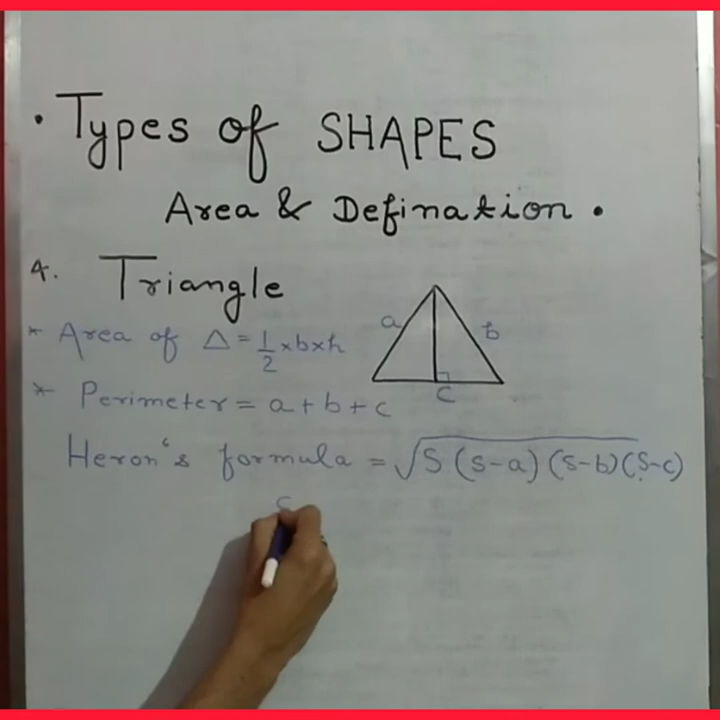 • Types of SHAPES
Area & Defination .
4. Triangle
* Area of Δ = 1/2 × b × h
a
b
c
* Perimeter = a + b + c
Heron's formula = √S (s-a) (s-b) (s-c)
S